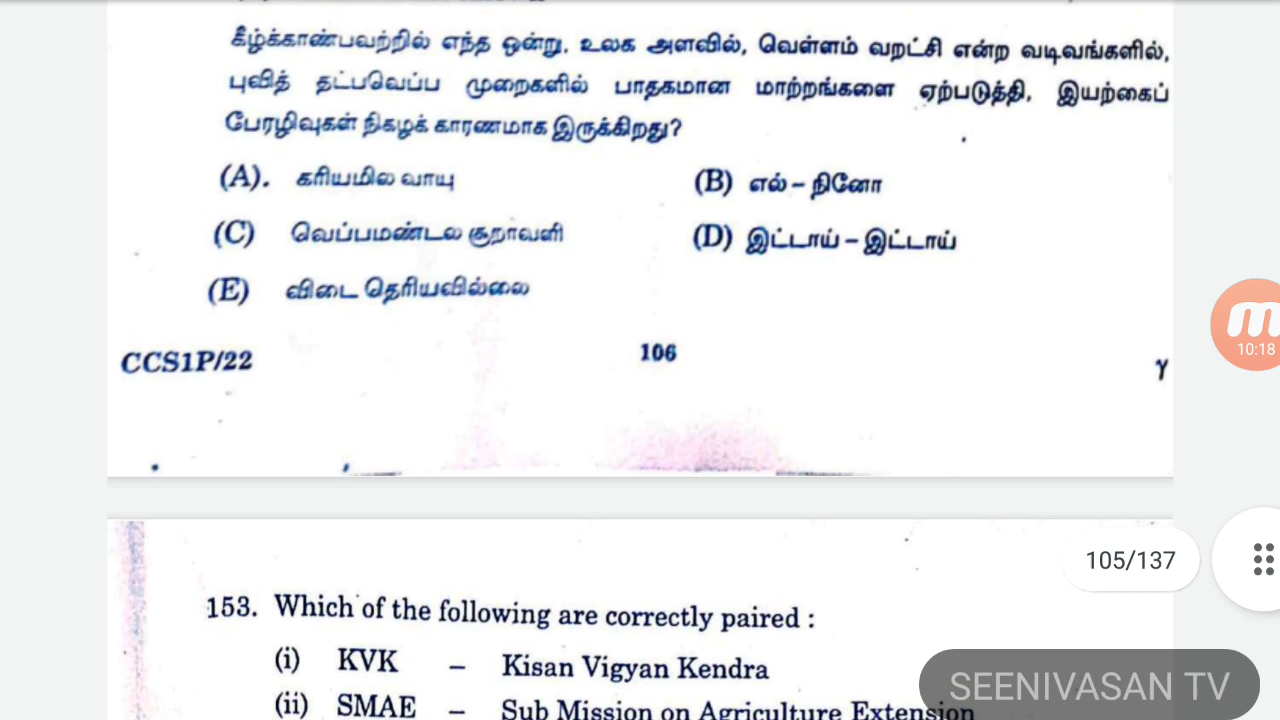 கீழ்க்காண்பவற்றில் எந்த ஒன்று, உலக அளவில், வெள்ளம் வறட்சி என்ற வடிவங்களில்,
புவித் தட்பவெப்ப முறைகளில் பாதகமான மாற்றங்களை ஏற்படுத்தி, இயற்கைப்
பேரழிவுகள் நிகழக் காரணமாக இருக்கிறது?
(A). கரியமில வாயு (B) எல் – நினோ
(C) வெப்பமண்டல சூறாவளி (D) இட்டாய் – இட்டாய்
(E) விடை தெரியவில்லை
10:18
CCS1P/22 106 γ
105/137
153. Which of the following are correctly paired :
(i) KVK – Kisan Vigyan Kendra
(ii) SMAE – Sub Mission on Agriculture Extension
SEENIVASAN TV